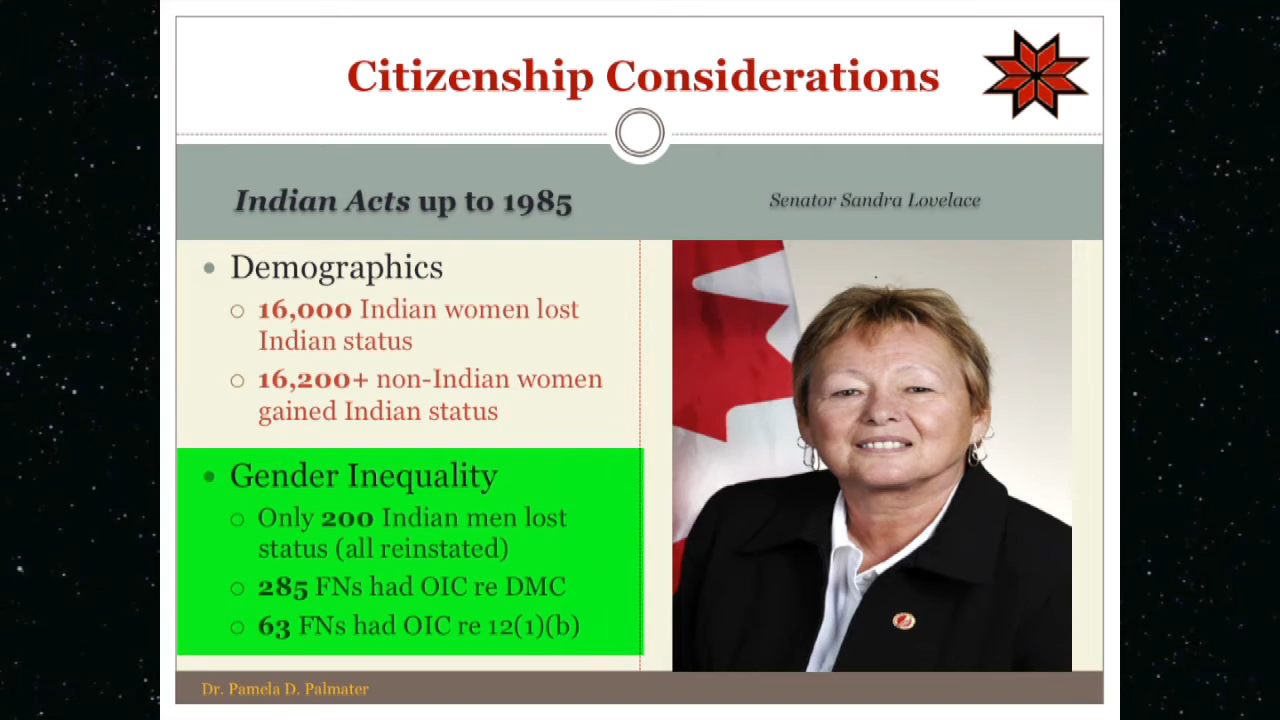 Citizenship Considerations
Indian Acts up to 1985
Senator Sandra Lovelace
Demographics
16,000 Indian women lost
Indian status
16,200+ non-Indian women
gained Indian status
Gender Inequality
Only 200 Indian men lost
status (all reinstated)
285 FNs had OIC re DMC
63 FNs had OIC re 12(1)(b)
Dr. Pamela D. Palmater